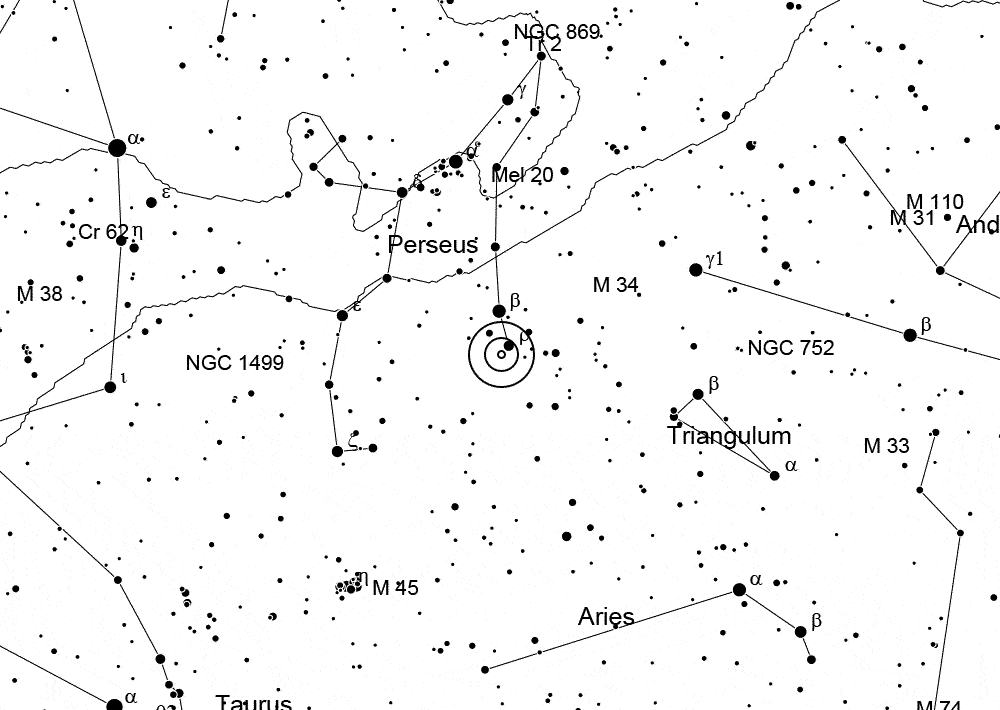 NGC 869
Tr 2
γ
α
α
Mel 20
δ
ε
M 110
M 31
And
Cr 62 η
Perseus
γ1
M 34
M 38
β
ε
β
ρ
NGC 752
NGC 1499
ι
β
Triangulum
ζ
M 33
α
η
M 45
α
Aries
β
α
Taurus
M 74